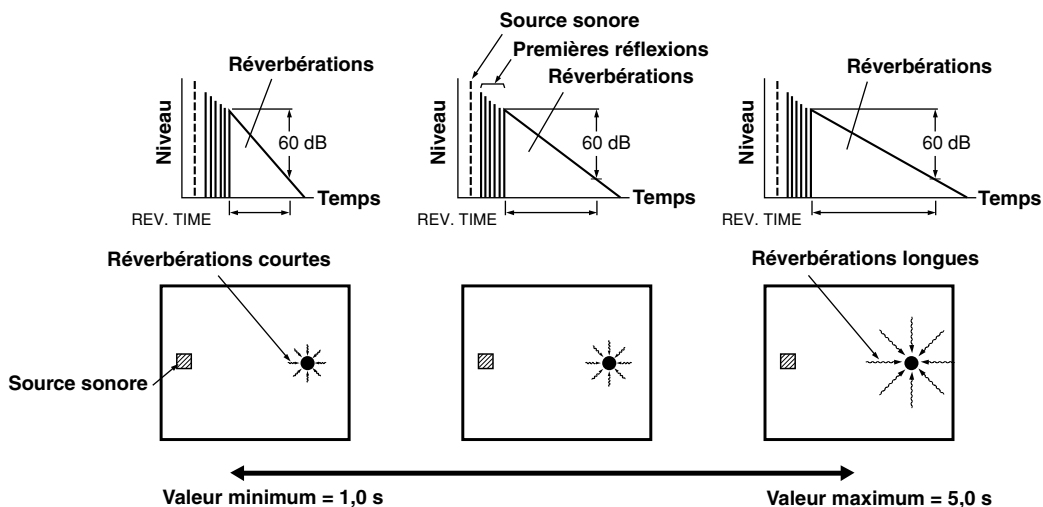 Source sonore
Premières réflexions
Réverbérations
Réverbérations
Réverbérations
Niveau
60 dB
Temps
REV. TIME
Niveau
60 dB
Temps
REV. TIME
Niveau
60 dB
Temps
REV. TIME
Réverbérations courtes
Réverbérations longues
Source sonore
Valeur minimum = 1,0 s
Valeur maximum = 5,0 s